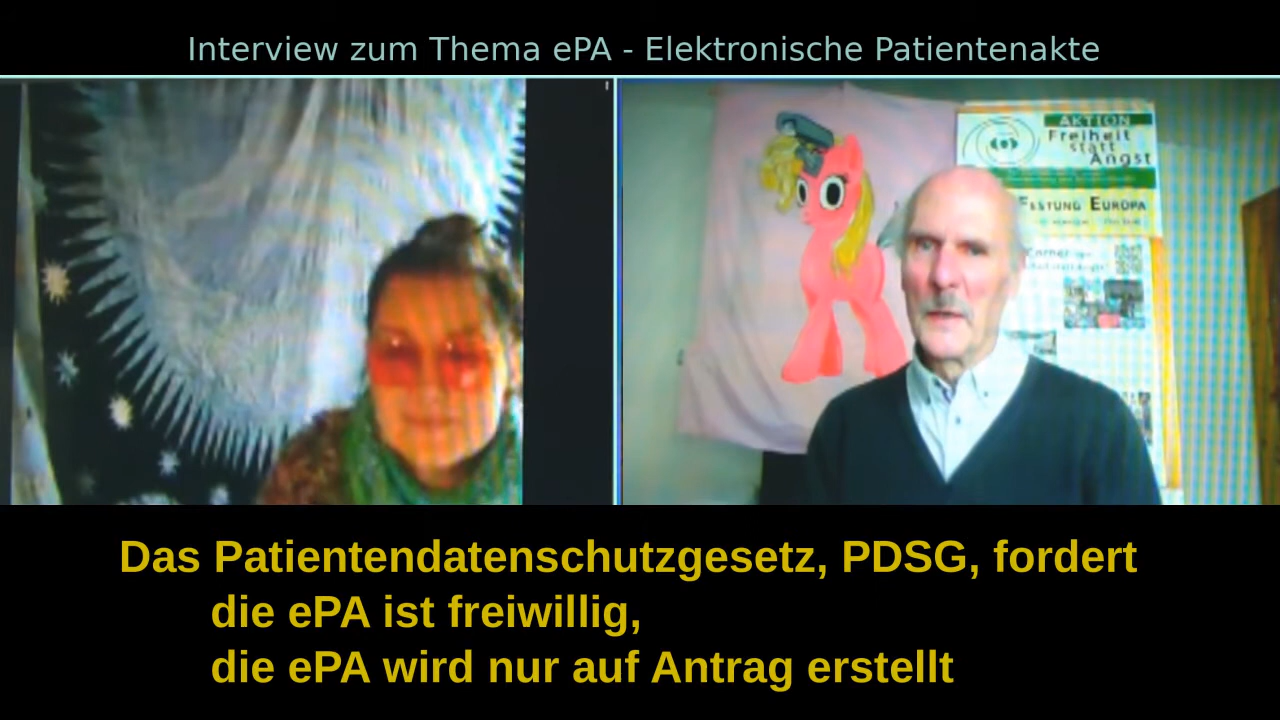 Interview zum Thema ePA - Elektronische Patientenakte
AKTION
Freiheit
statt
Angst
FESTUNG EUROPA
Das Patientendatenschutzgesetz, PDSG, fordert
die ePA ist freiwillig,
die ePA wird nur auf Antrag erstellt